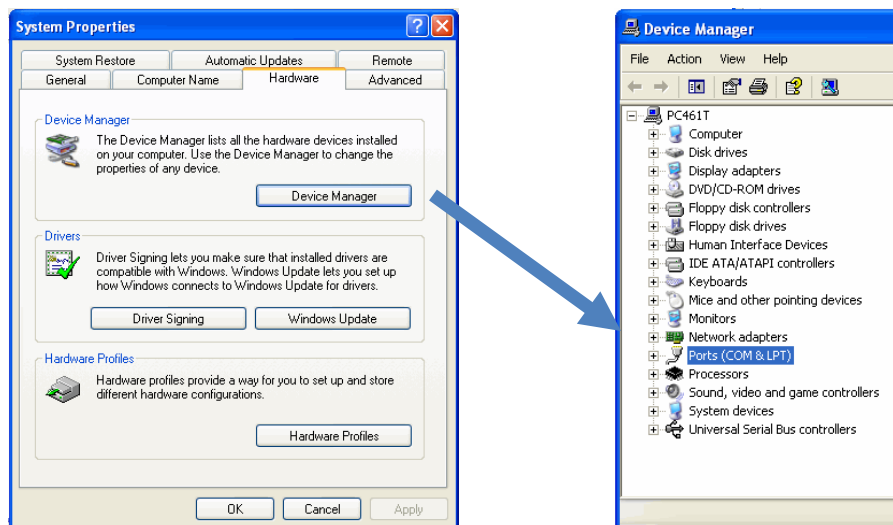 System Properties
System Restore Automatic Updates Remote
General Computer Name Hardware Advanced
Device Manager
The Device Manager lists all the hardware devices installed
on your computer. Use the Device Manager to change the
properties of any device.
Device Manager
Drivers
Driver Signing lets you make sure that installed drivers are
compatible with Windows. Windows Update lets you set up
how Windows connects to Windows Update for drivers.
Driver Signing Windows Update
Hardware Profiles
Hardware profiles provide a way for you to set up and store
different hardware configurations.
Hardware Profiles
OK Cancel Apply
Device Manager
File Action View Help
PC461T
Computer
Disk drives
Display adapters
DVD/CD-ROM drives
Floppy disk controllers
Floppy disk drives
Human Interface Devices
IDE ATA/ATAPI controllers
Keyboards
Mice and other pointing devices
Monitors
Network adapters
Ports (COM & LPT)
Processors
Sound, video and game controllers
System devices
Universal Serial Bus controllers